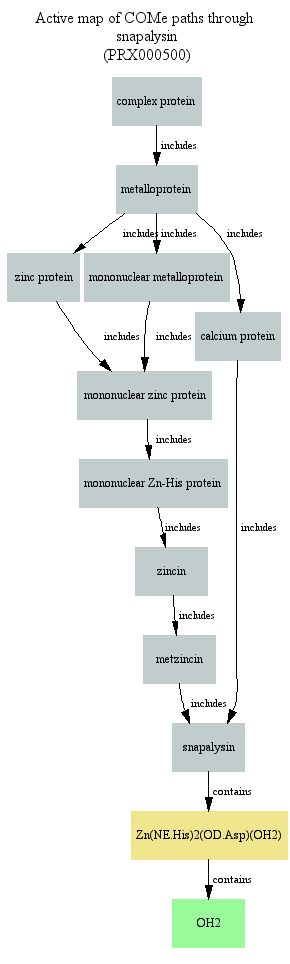 Active map of COMe paths through
snapalysin
(PRX000500)
complex protein
includes
metalloprotein
includes includes includes
zinc protein mononuclear metalloprotein
calcium protein
includes includes
mononuclear zinc protein
includes
mononuclear Zn-His protein
includes includes
zincin
includes
metzincin
includes
snapalysin
contains
Zn(NE.His)2(OD.Asp)(OH2)
contains
OH2